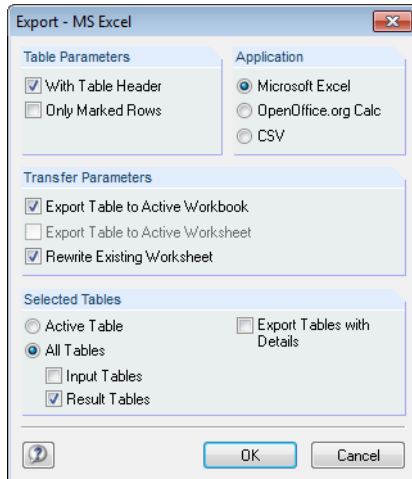 Export - MS Excel
Table Parameters
With Table Header
Only Marked Rows
Application
Microsoft Excel
OpenOffice.org Calc
CSV
Transfer Parameters
Export Table to Active Workbook
Export Table to Active Worksheet
Rewrite Existing Worksheet
Selected Tables
Active Table
All Tables
Input Tables
Result Tables
Export Tables with
Details
OK
Cancel